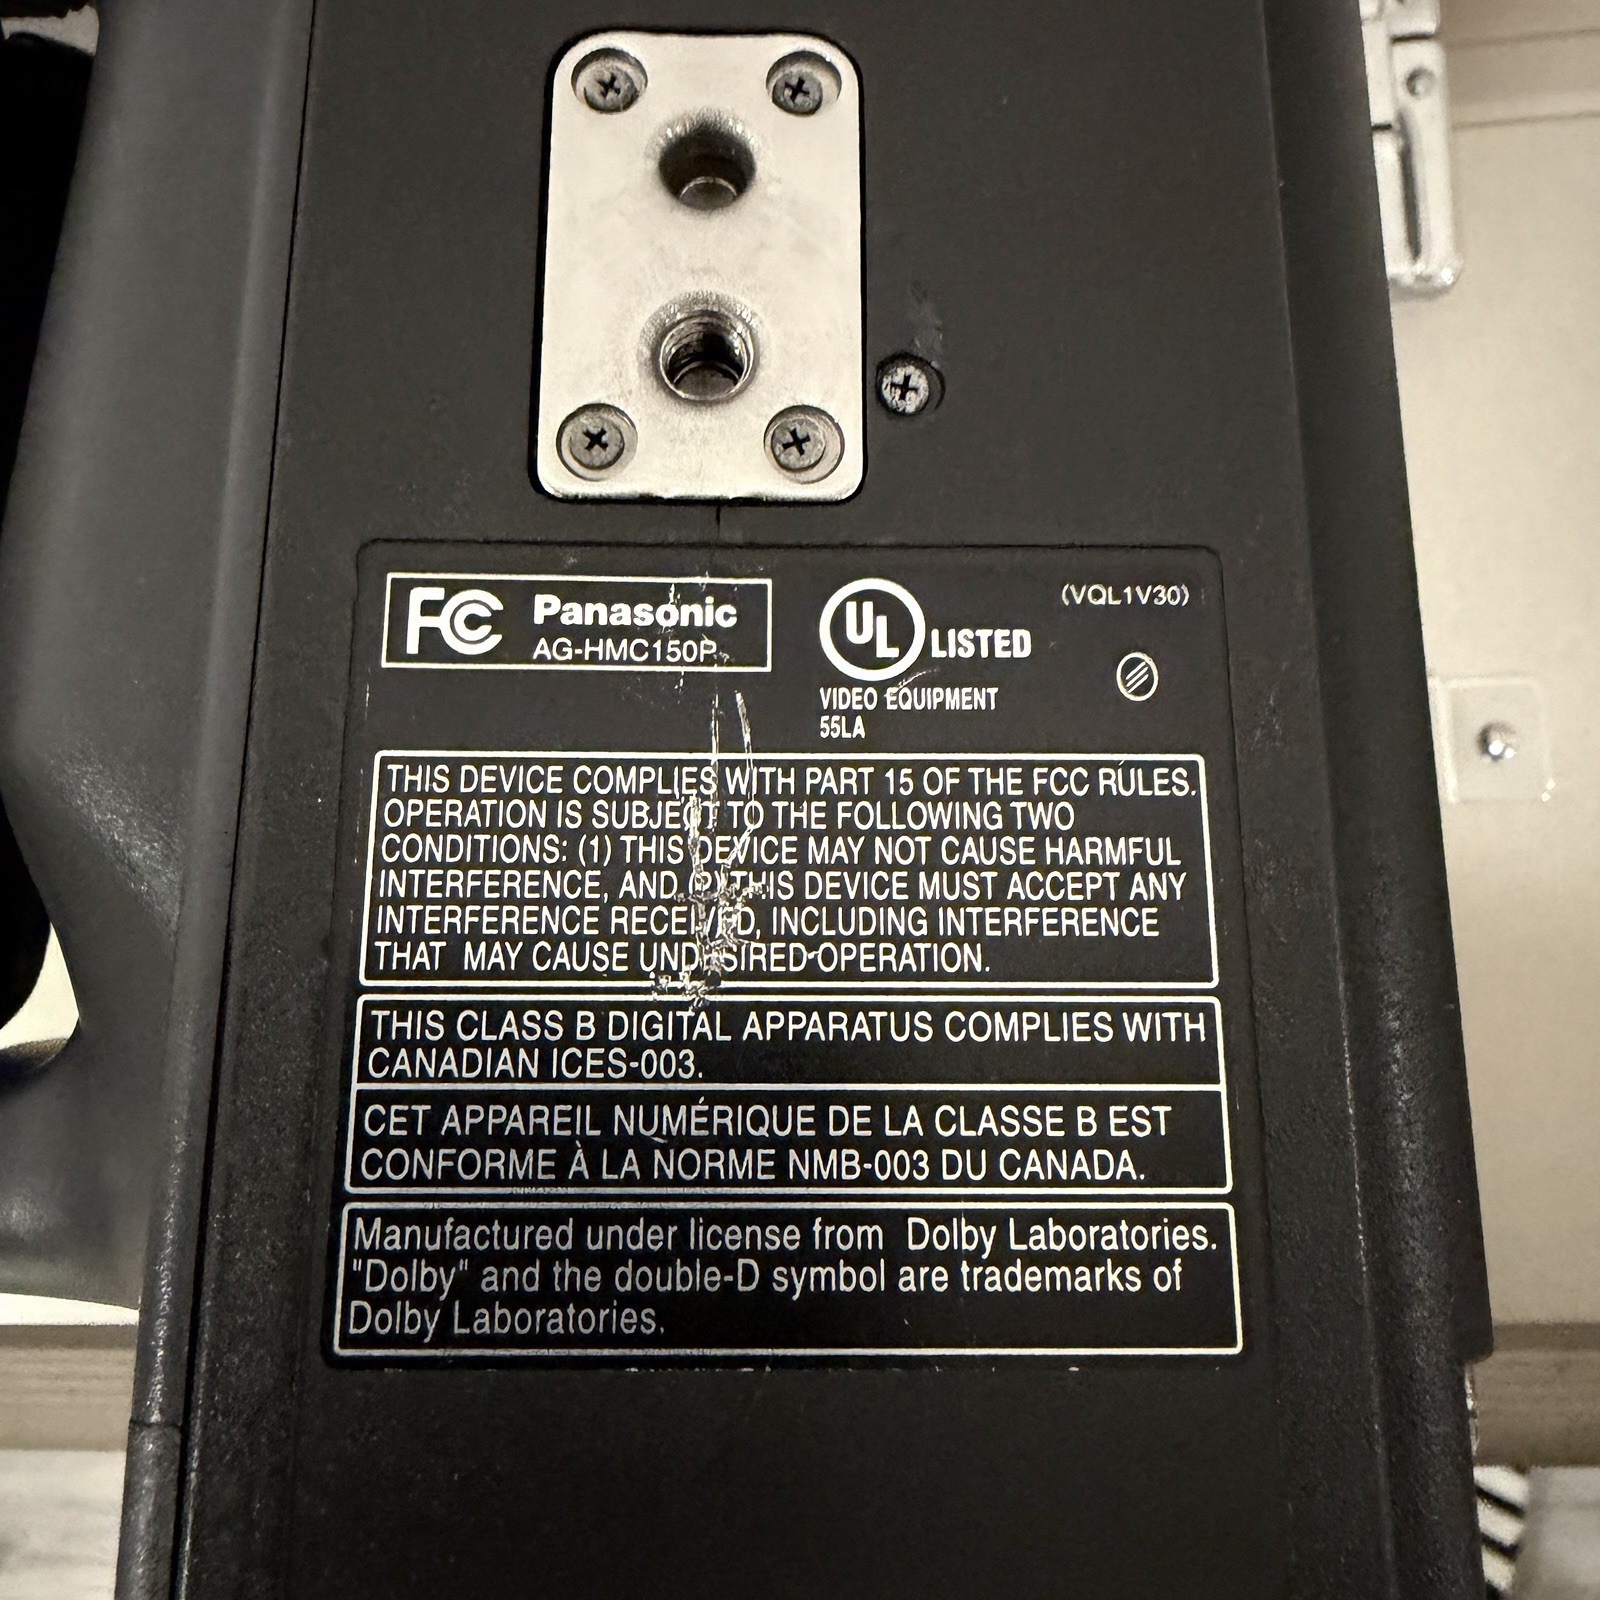 FC Panasonic
AG-HMC150P
UL LISTED
VIDEO EQUIPMENT
55LA
(VQL1V30)
THIS DEVICE COMPLIES WITH PART 15 OF THE FCC RULES.
OPERATION IS SUBJECT TO THE FOLLOWING TWO
CONDITIONS: (1) THIS DEVICE MAY NOT CAUSE HARMFUL
INTERFERENCE, AND (2) THIS DEVICE MUST ACCEPT ANY
INTERFERENCE RECEIVED, INCLUDING INTERFERENCE
THAT MAY CAUSE UNDESIRED OPERATION.
THIS CLASS B DIGITAL APPARATUS COMPLIES WITH
CANADIAN ICES-003.
CET APPAREIL NUMÉRIQUE DE LA CLASSE B EST
CONFORME À LA NORME NMB-003 DU CANADA.
Manufactured under license from Dolby Laboratories.
"Dolby" and the double-D symbol are trademarks of
Dolby Laboratories.